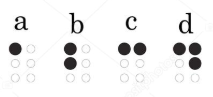 a b c d
⠁ ⠃ ⠉ ⠙